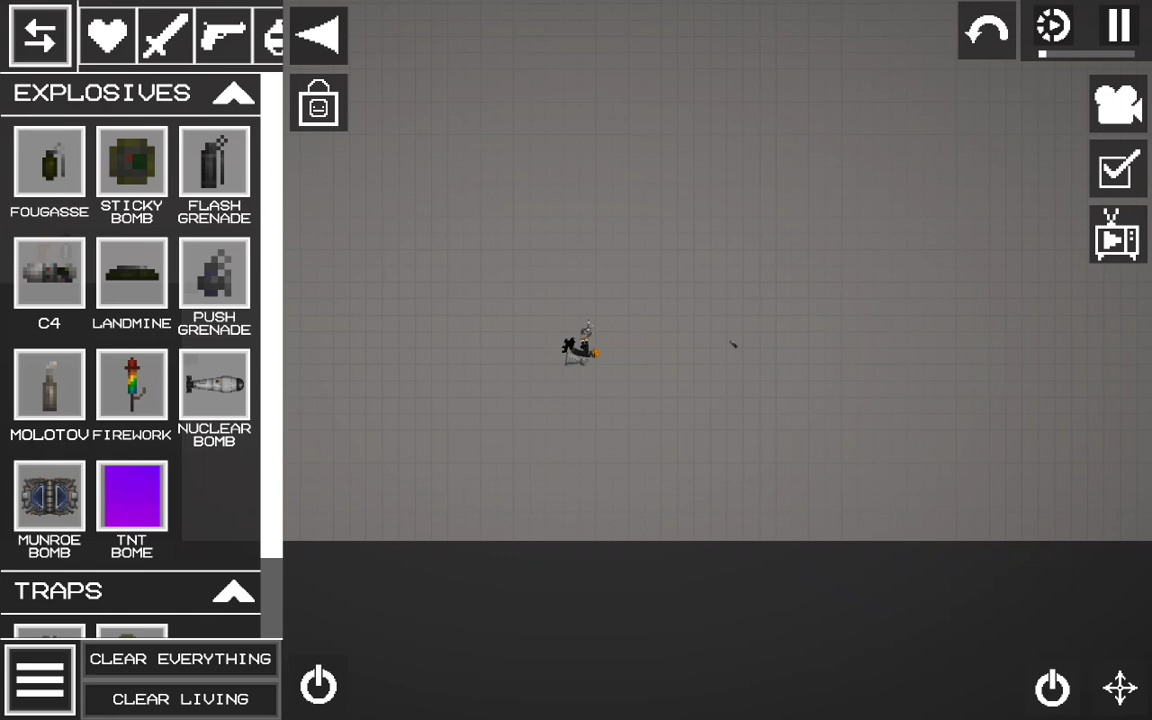 EXPLOSIVES
FOUGASSE
STICKY BOMB
FLASH GRENADE
C4
LANDMINE
PUSH GRENADE
MOLOTOV
FIREWORK
NUCLEAR BOMB
MUNROE BOMB
TNT BOME
TRAPS
CLEAR EVERYTHING
CLEAR LIVING